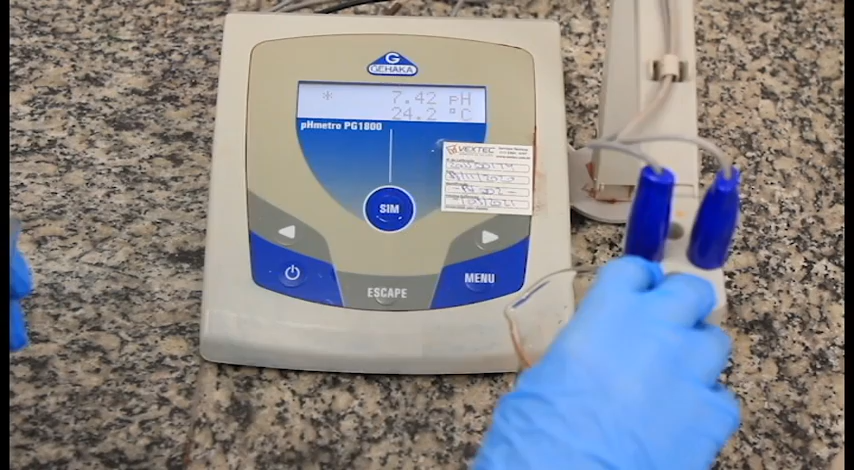 G
GEHAKA
* 7.42 pH
24.2 °C
pHmetro PG1800
VEXTEC
SIM
ESCAPE
MENU